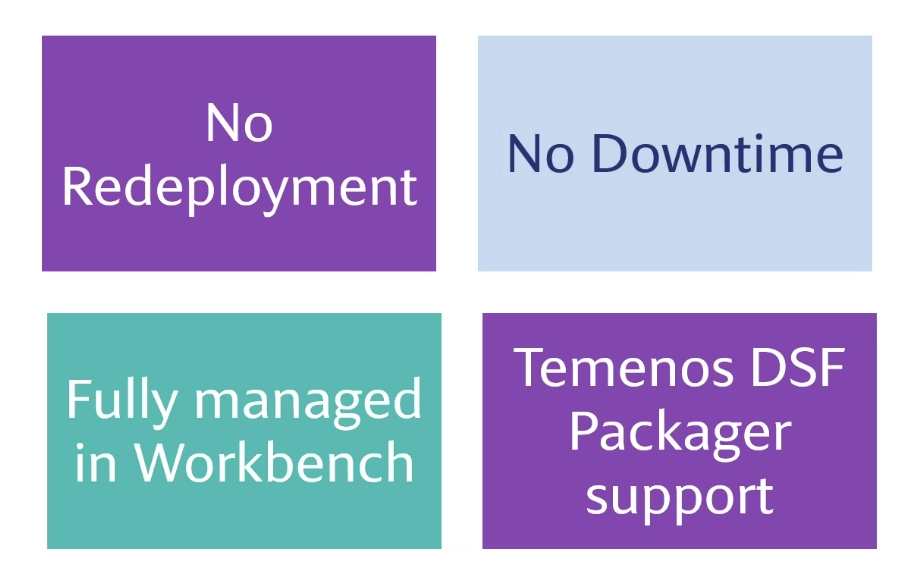 No
Redeployment
No Downtime
Fully managed
in Workbench
Temenos DSF
Packager
support